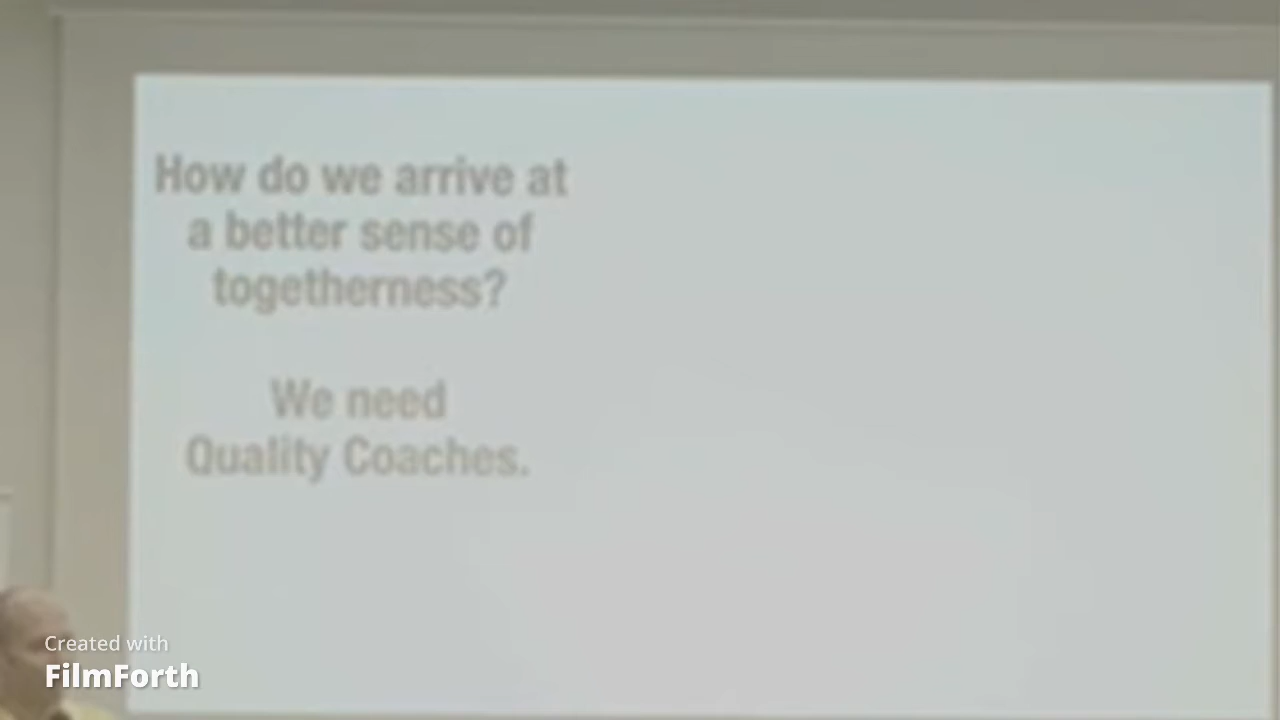 How do we arrive at
a better sense of
togetherness?
We need
Quality Coaches.
Created with
FilmForth